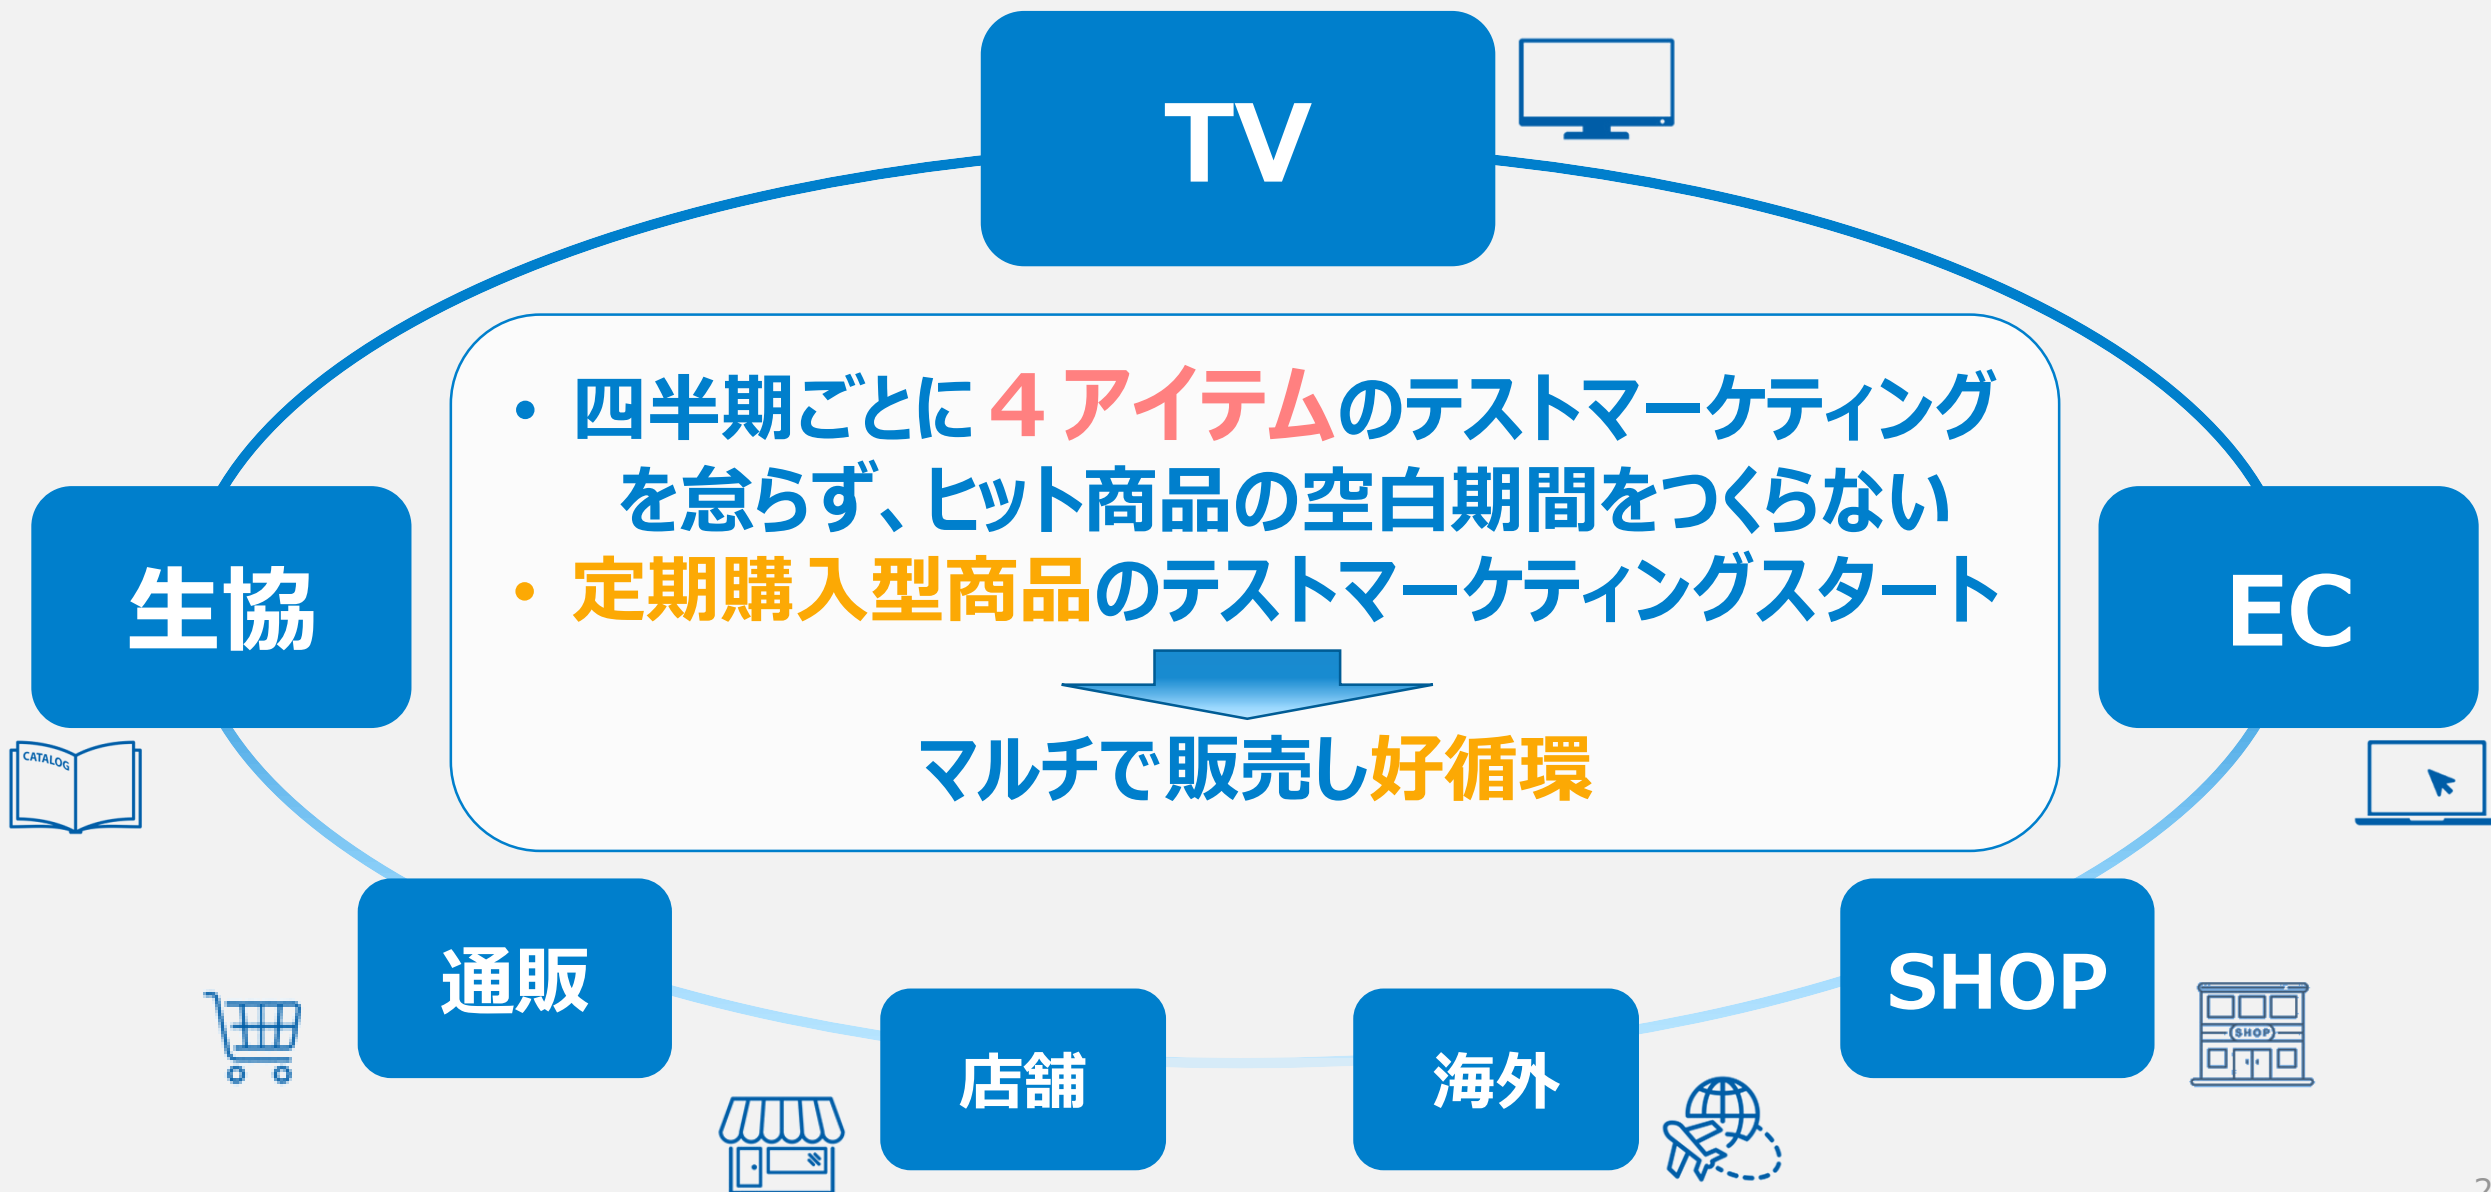 TV
・四半期ごとに４アイテムのテストマーケティング
を怠らず、ヒット商品の空白期間をつくらない
・定期購入型商品のテストマーケティングスタート
マルチで販売し好循環
生協
EC
CATALOG
通販
SHOP
SHOP
店舗
海外